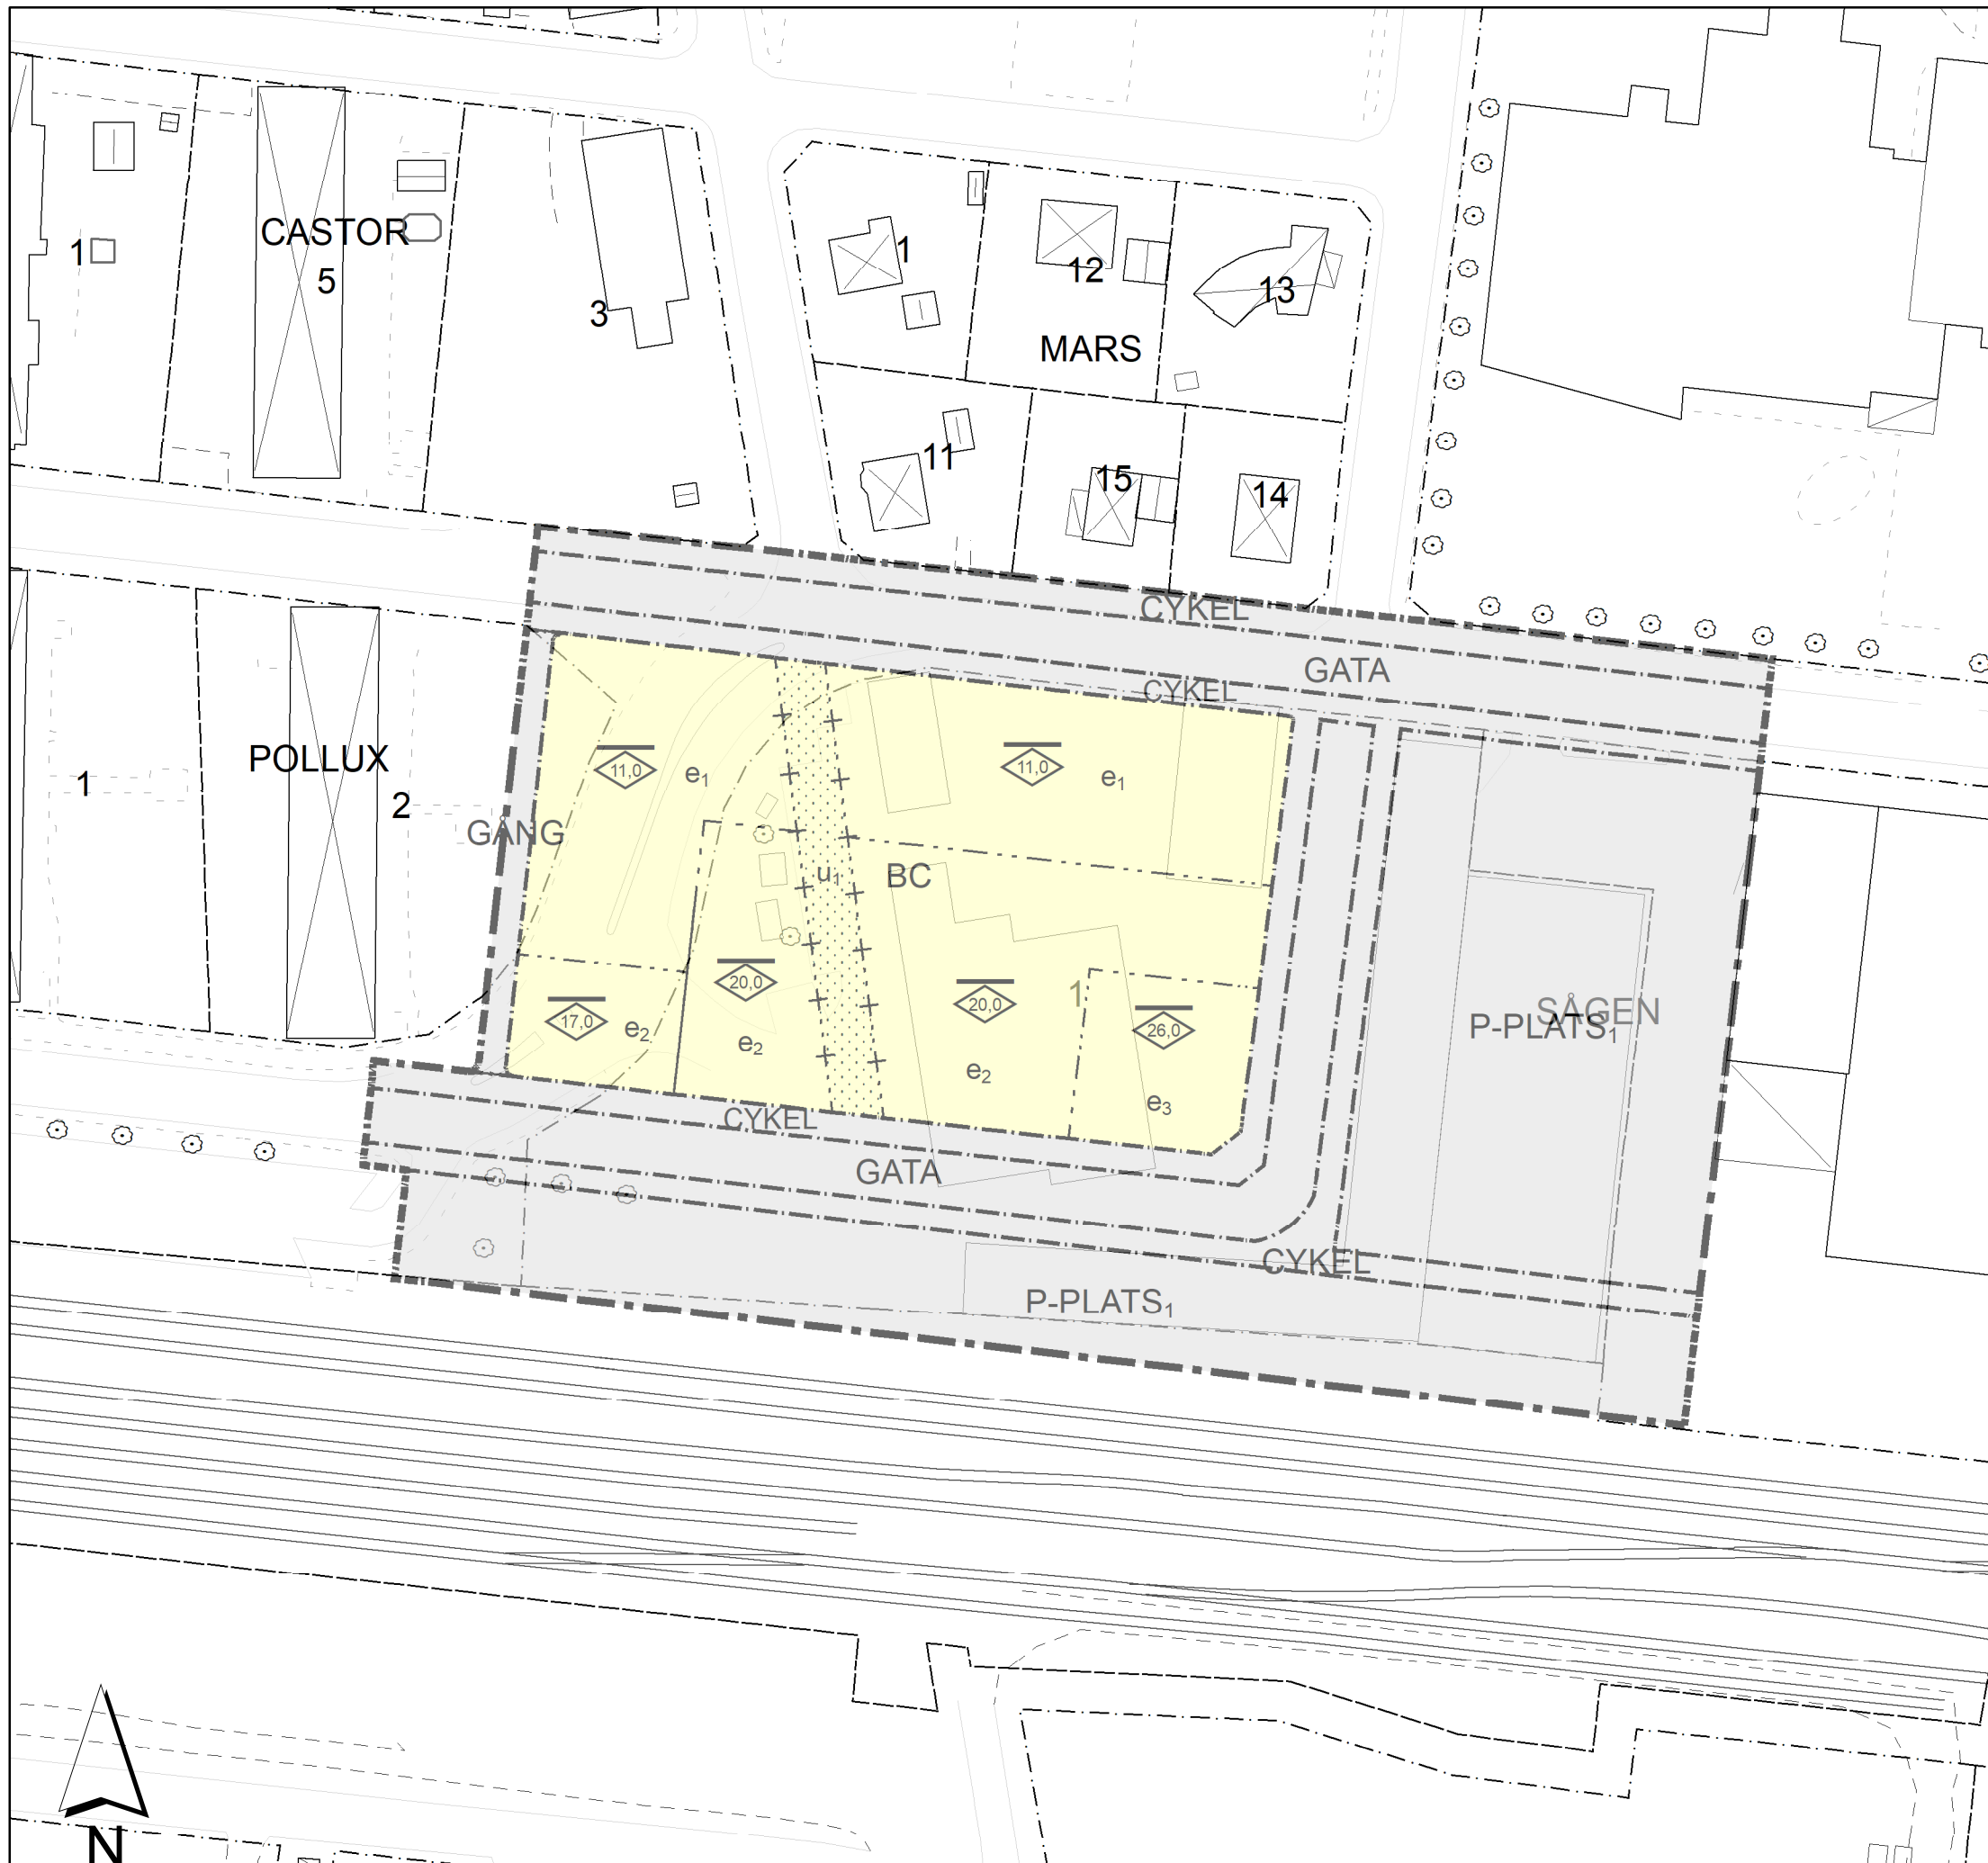 CASTOR
1
5
3
1
12
13
MARS
11
15
14
CYKEL
GATA
CYKEL
POLLUX
1
2
GÅNG
11,0
e₁
11,0
e₁
u₁
BC
20,0
e₂
17,0
e₂
20,0
e₂
1
26,0
e₃
SÅGEN
P-PLATS₁
CYKEL
GATA
CYKEL
P-PLATS₁
N